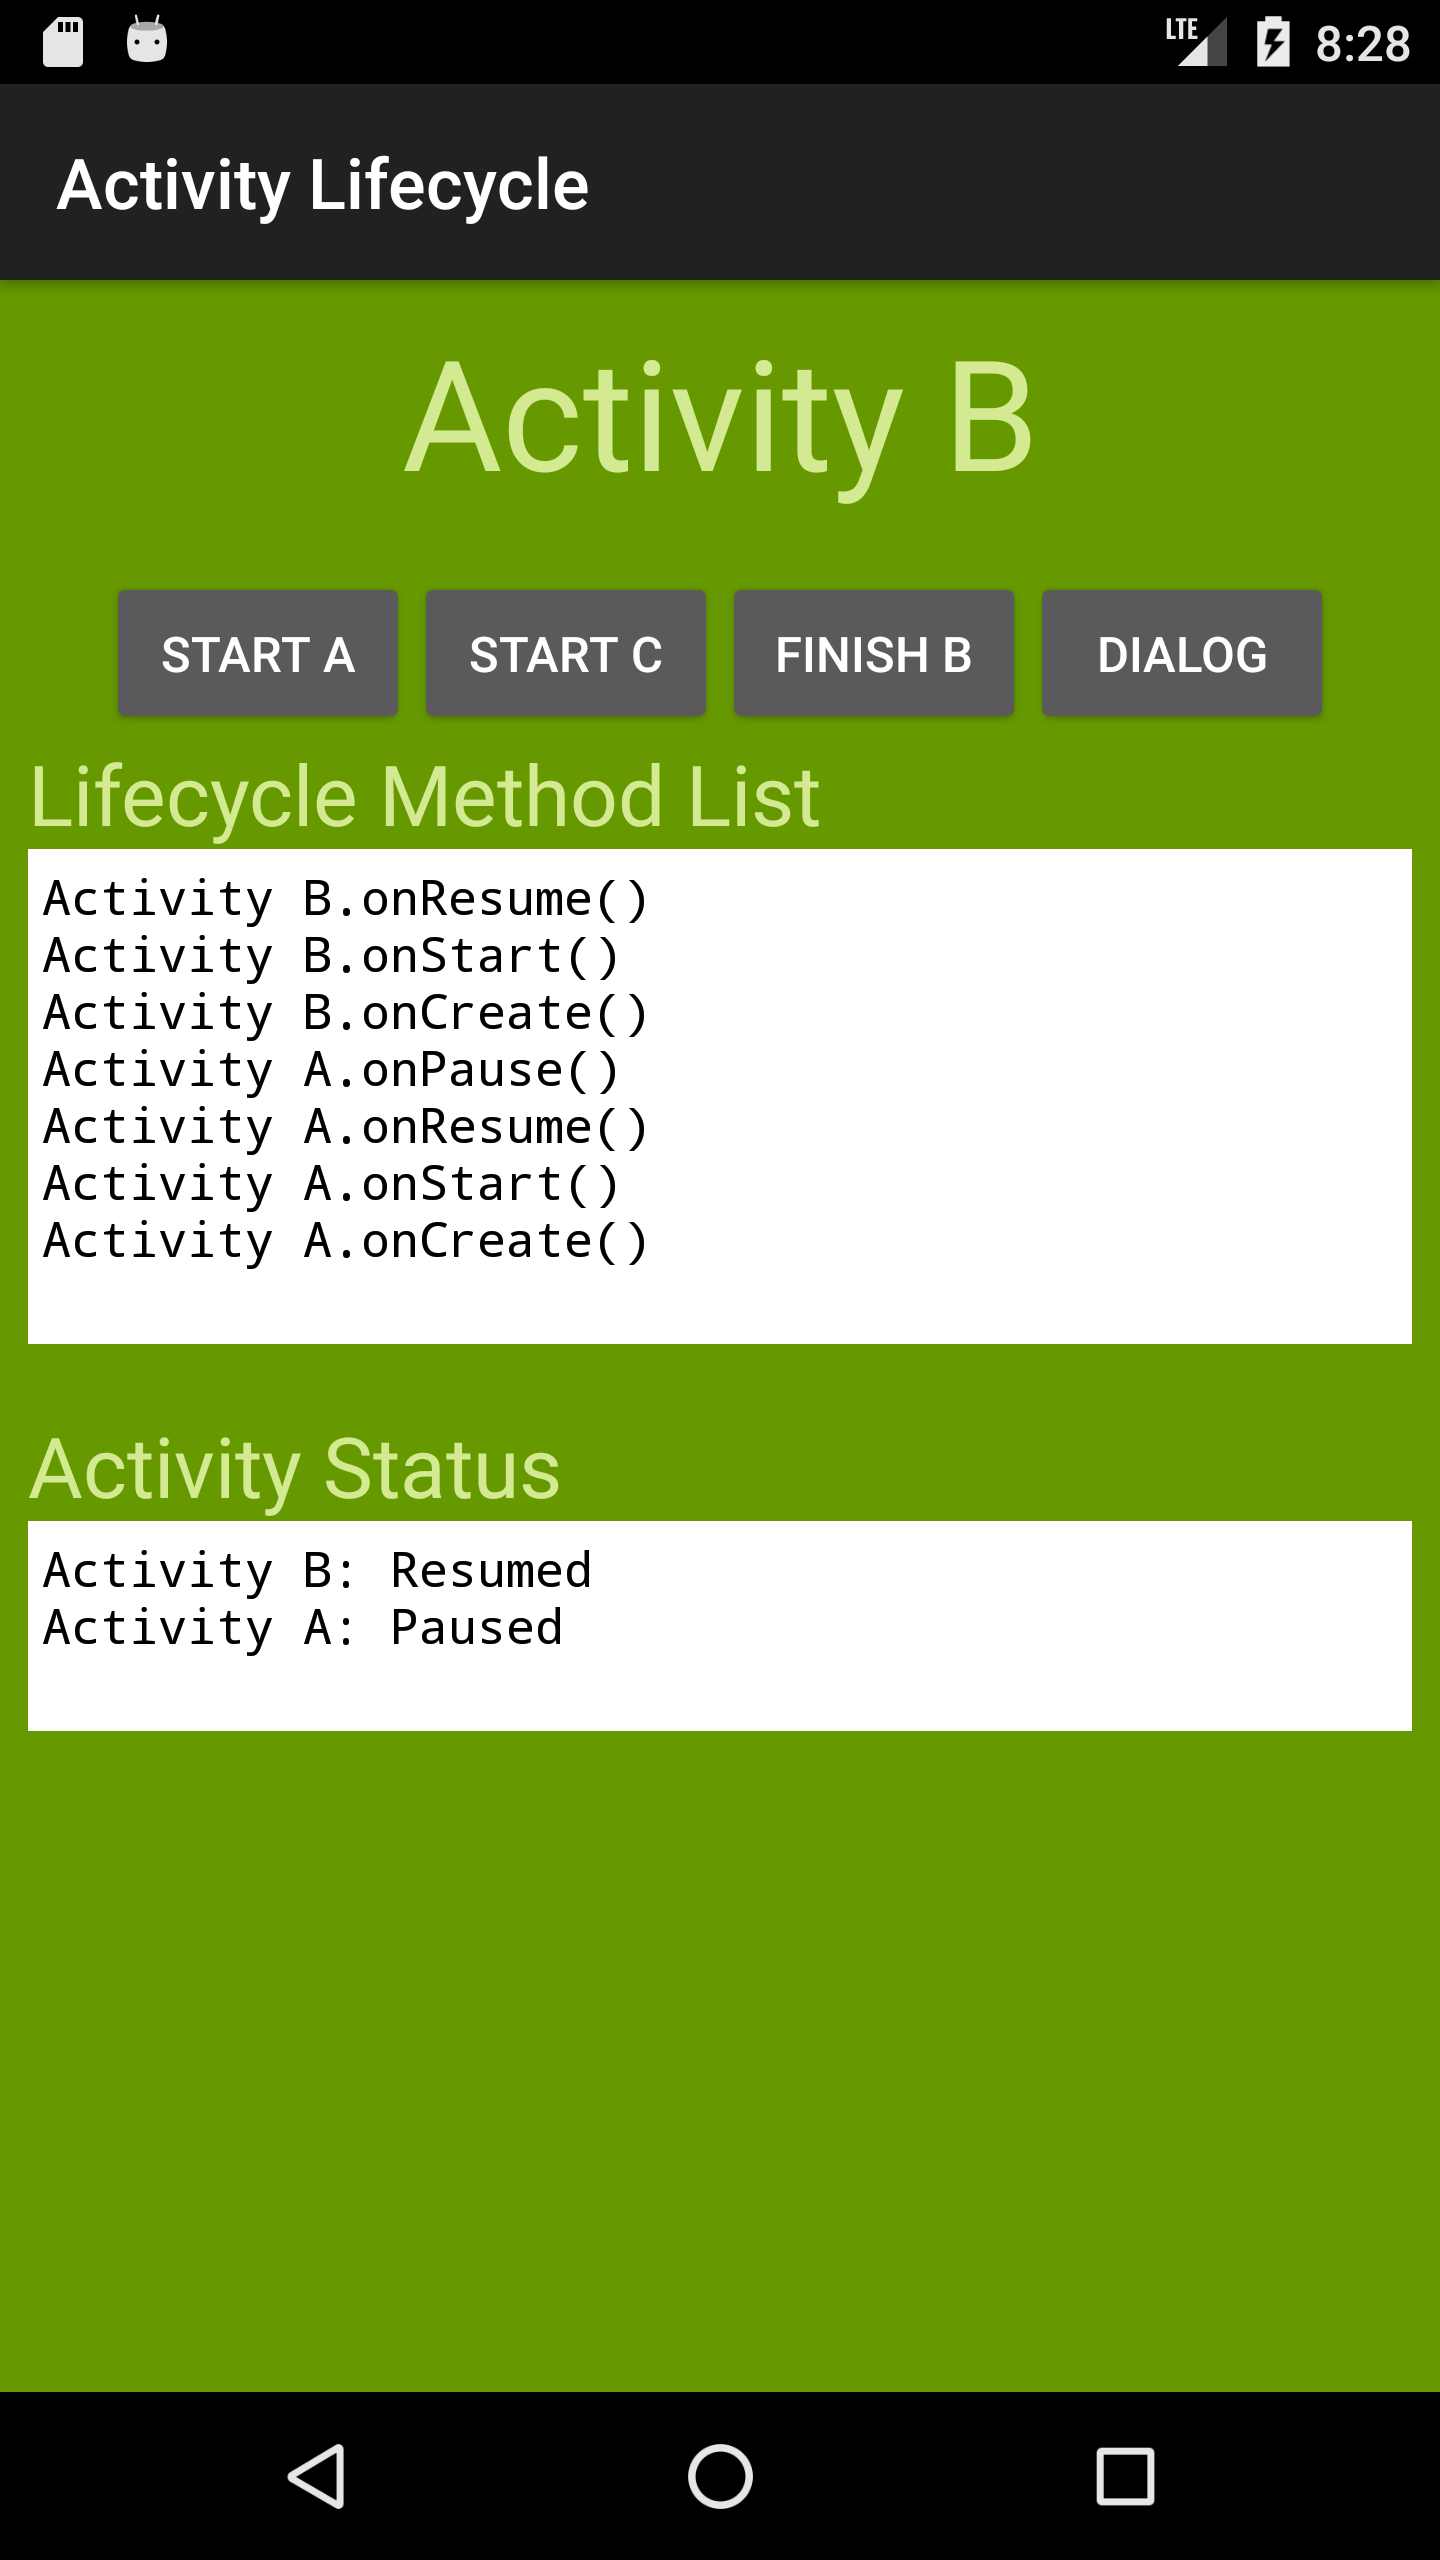 LTE 8:28
Activity Lifecycle
Activity B
START A START C FINISH B DIALOG
Lifecycle Method List
Activity B.onResume()
Activity B.onStart()
Activity B.onCreate()
Activity A.onPause()
Activity A.onResume()
Activity A.onStart()
Activity A.onCreate()
Activity Status
Activity B: Resumed
Activity A: Paused